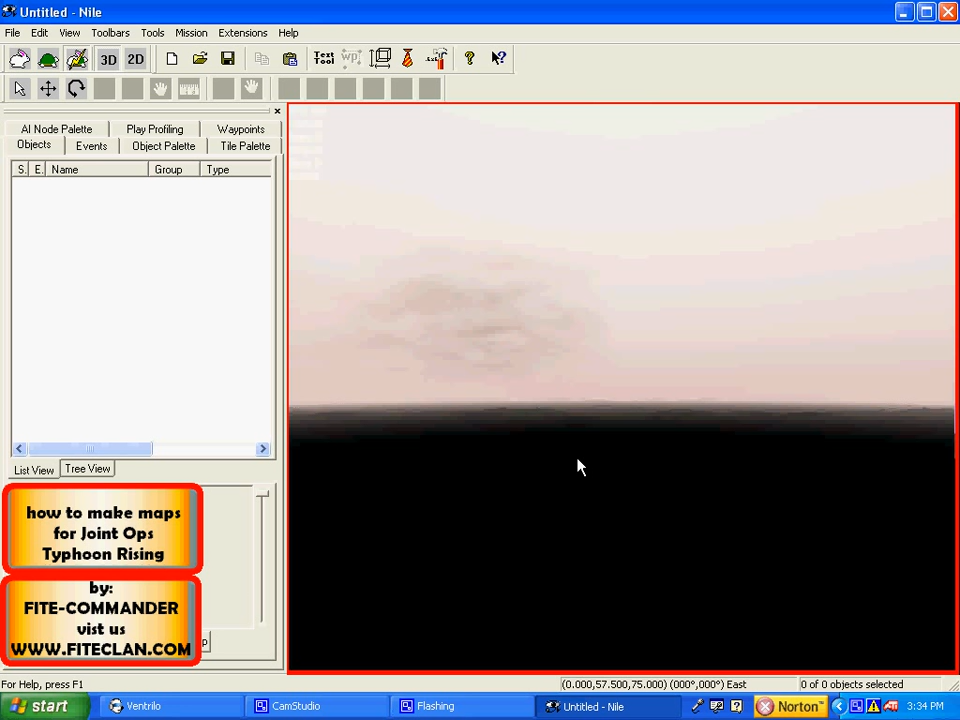 Untitled - Nile
File Edit View Toolbars Tools Mission Extensions Help
3D 2D Text Tool wp ? ?
AI Node Palette Play Profiling Waypoints
Objects Events Object Palette Tile Palette
S. E. Name Group Type
List View Tree View
how to make maps
for Joint Ops
Typhoon Rising
by:
FITE-COMMANDER
vist us
WWW.FITECLAN.COM
p
For Help, press F1 (0.000,57.500,75.000) (000°,000°) East 0 of 0 objects selected
start Ventrilo CamStudio Flashing Untitled - Nile Norton™ 3:34 PM